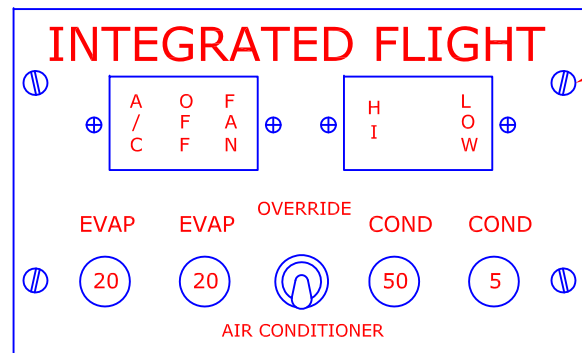 INTEGRATED FLIGHT
A/C OFF FAN
HI LOW
OVERRIDE
EVAP EVAP COND COND
20 20 50 5
AIR CONDITIONER